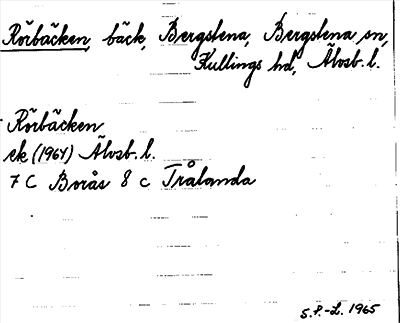 Rörbäcken, bäck, Bergstena, Bergstena sn,
Kullings hd, Älvsb. l.
Rörbäcken
ek (1964) Älvsb. l.
7 C Borås 8 c Trålanda
S.P.-L. 1965